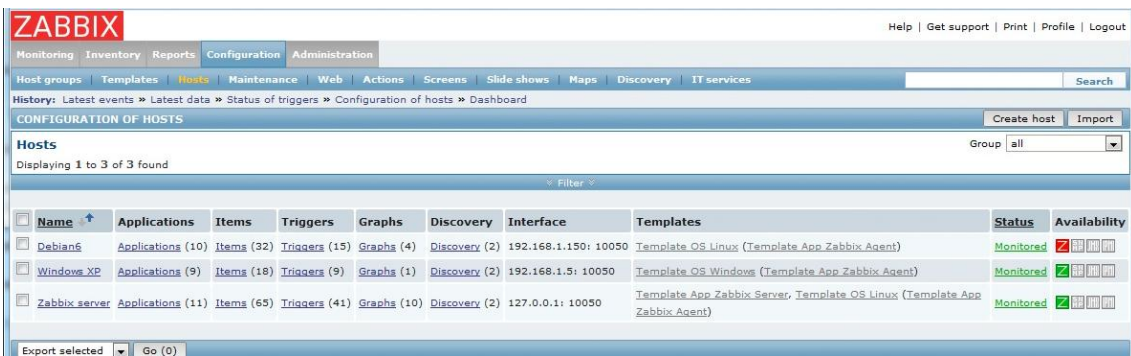 ZABBIX
Help | Get support | Print | Profile | Logout
Monitoring Inventory Reports Configuration Administration
Host groups | Templates | Hosts | Maintenance | Web | Actions | Screens | Slide shows | Maps | Discovery | IT services Search
History: Latest events » Latest data » Status of triggers » Configuration of hosts » Dashboard
CONFIGURATION OF HOSTS Create host Import
Hosts Group all
Displaying 1 to 3 of 3 found
Filter
Name Applications Items Triggers Graphs Discovery Interface Templates Status Availability
Debian6 Applications (10) Items (32) Triggers (15) Graphs (4) Discovery (2) 192.168.1.150: 10050 Template OS Linux (Template App Zabbix Agent) Monitored Z
Windows XP Applications (9) Items (18) Triggers (9) Graphs (1) Discovery (2) 192.168.1.5: 10050 Template OS Windows (Template App Zabbix Agent) Monitored Z
Zabbix server Applications (11) Items (65) Triggers (41) Graphs (10) Discovery (2) 127.0.0.1: 10050 Template App Zabbix Server, Template OS Linux (Template App Zabbix Agent) Monitored Z
Export selected Go (0)